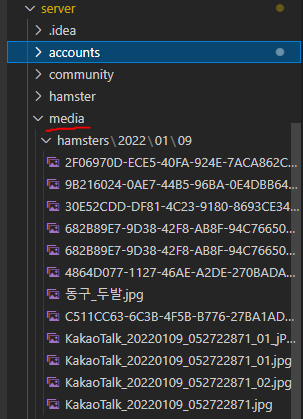 server
.idea
accounts
community
hamster
media
hamsters\2022\01\09
2F06970D-ECE5-40FA-924E-7ACA862C...
9B216024-0AE7-44B5-96BA-0E4DBB64...
30E52CDD-DF81-4C23-9180-8693CE34...
682B89E7-9D38-42F8-AB8F-94C76650...
682B89E7-9D38-42F8-AB8F-94C76650...
4864D077-1127-46AE-A2DE-270BADA...
동구_두발.jpg
C511CC63-6C3B-4F5B-B776-27BA1AD...
KakaoTalk_20220109_052722871_01_jP...
KakaoTalk_20220109_052722871_01.jpg
KakaoTalk_20220109_052722871_02.jpg
KakaoTalk_20220109_052722871.jpg